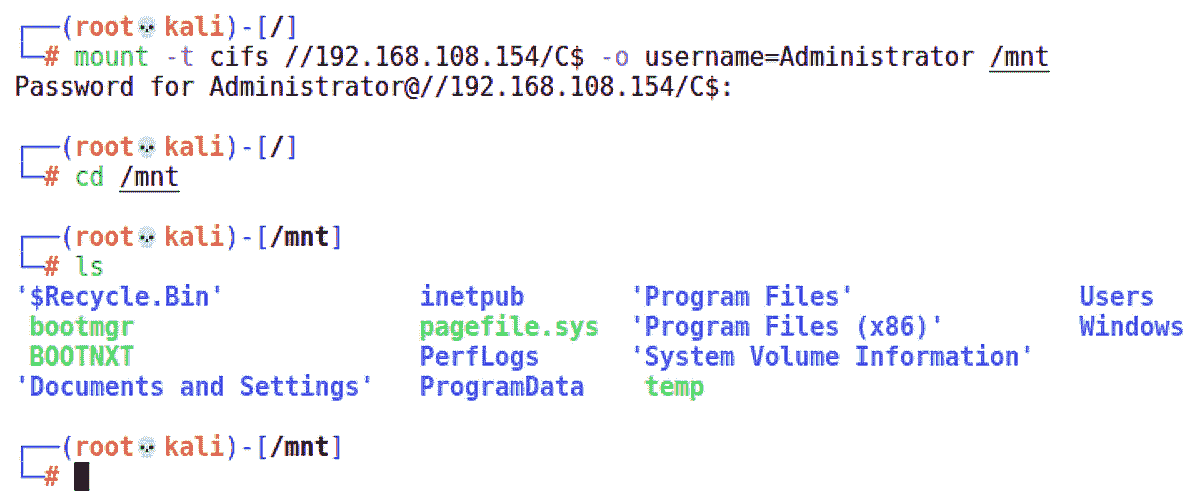 ┌──(root💀kali)-[/]
└─# mount -t cifs //192.168.108.154/C$ -o username=Administrator /mnt
Password for Administrator@//192.168.108.154/C$:
┌──(root💀kali)-[/]
└─# cd /mnt
┌──(root💀kali)-[/mnt]
└─# ls
'$Recycle.Bin' inetpub 'Program Files' Users
bootmgr pagefile.sys 'Program Files (x86)' Windows
BOOTNXT PerfLogs 'System Volume Information'
'Documents and Settings' ProgramData temp
┌──(root💀kali)-[/mnt]
└─#